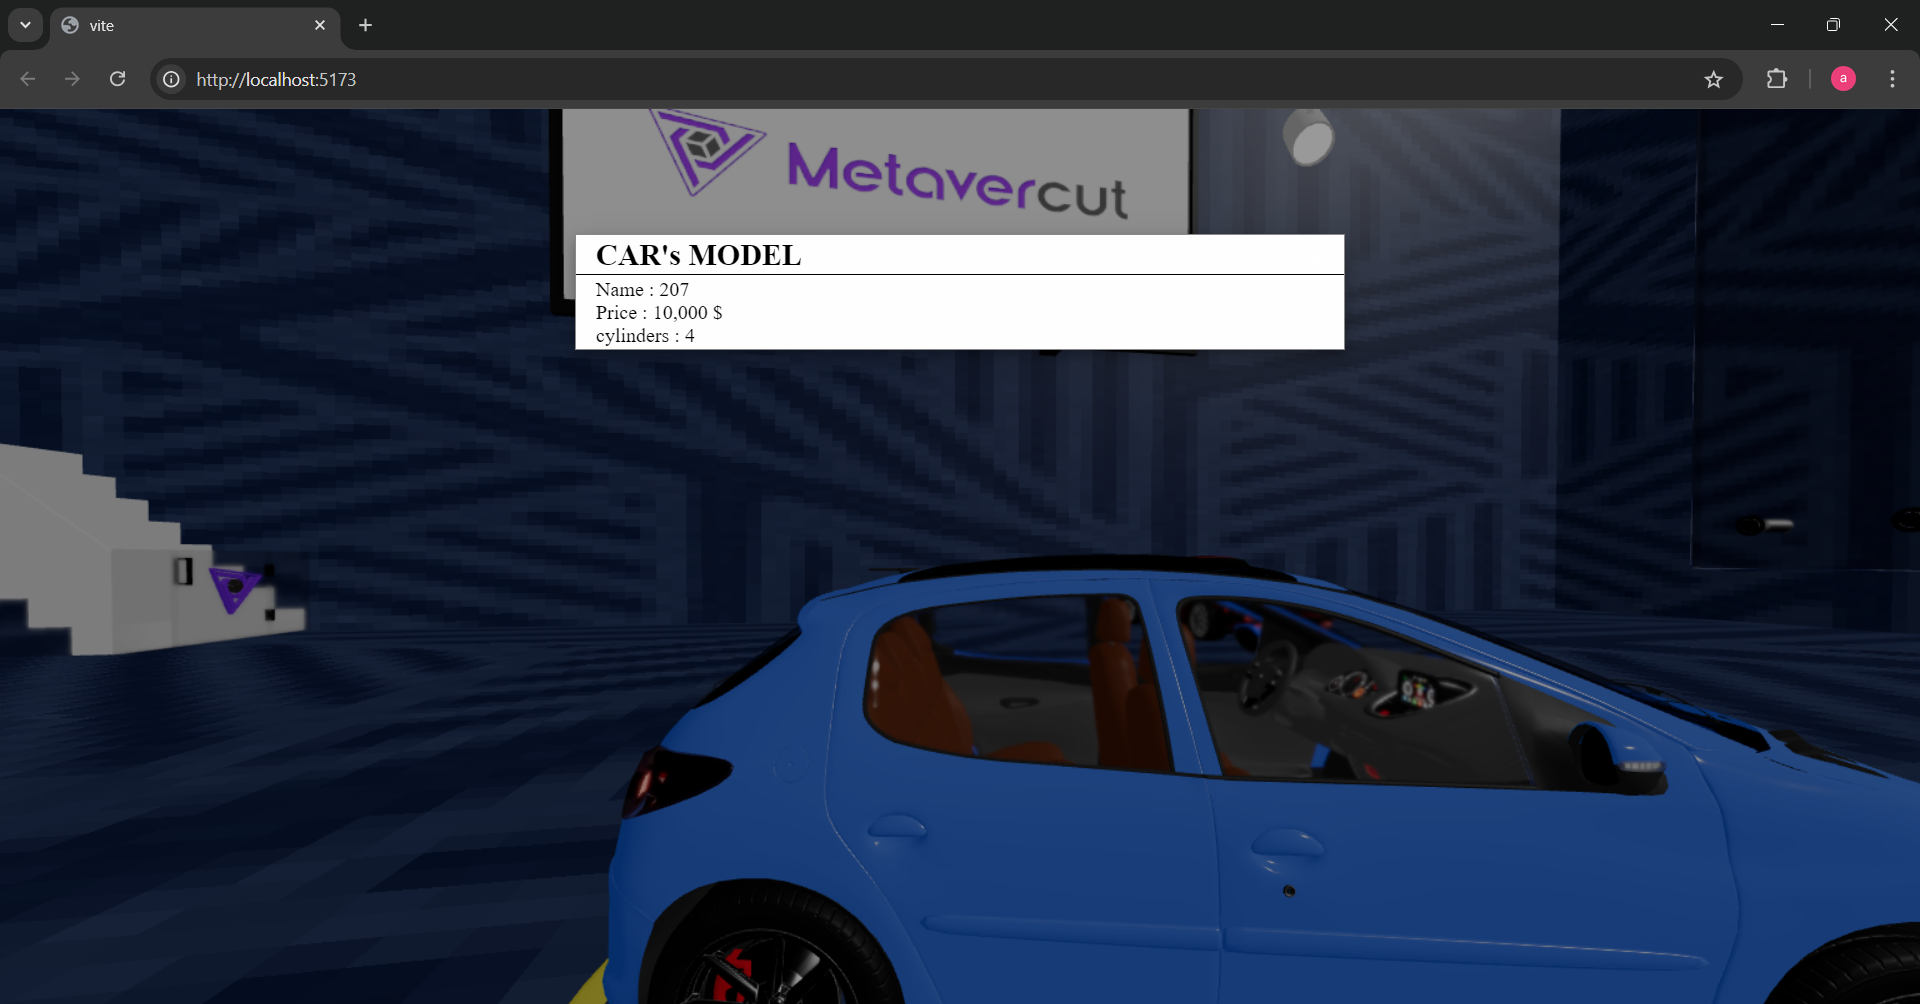 vite
http://localhost:5173
a
Metavercut
CAR's MODEL
Name : 207
Price : 10,000 $
cylinders : 4